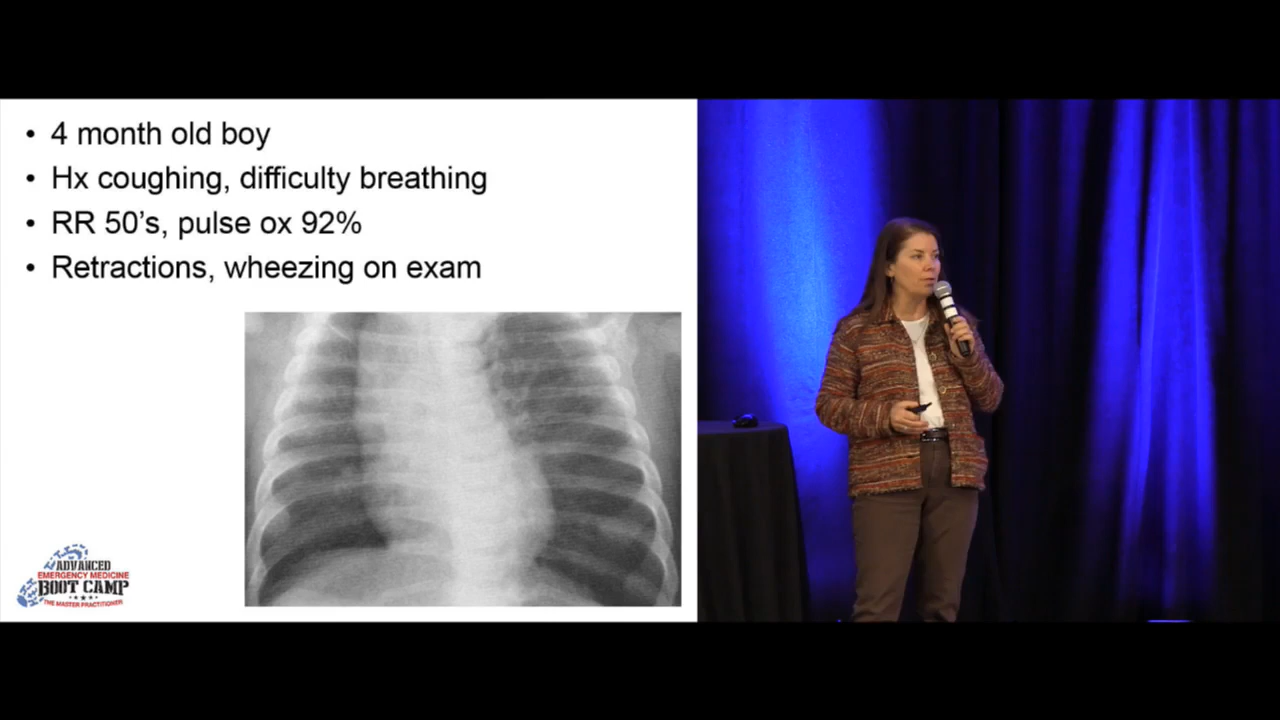 • 4 month old boy
• Hx coughing, difficulty breathing
• RR 50's, pulse ox 92%
• Retractions, wheezing on exam
ADVANCED
EMERGENCY MEDICINE
BOOT CAMP
THE MASTER PRACTITIONER